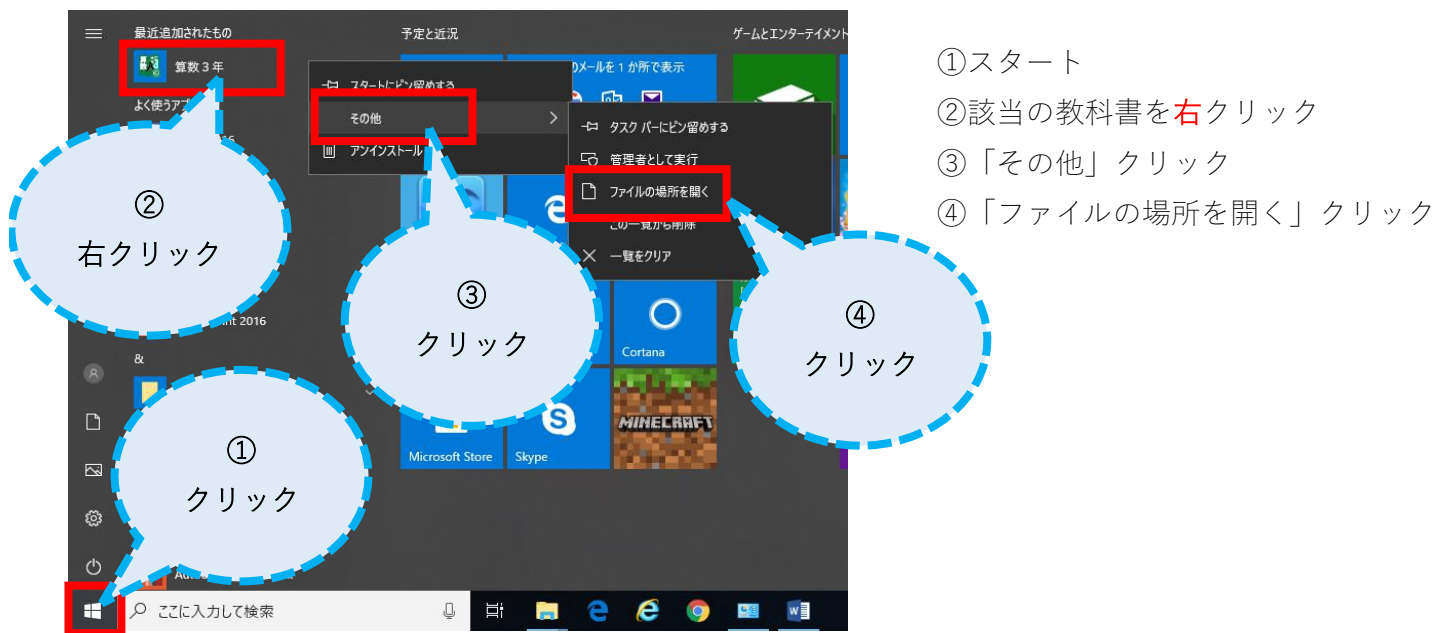 最近追加されたもの
予定と近況
ゲームとエンターテイメント
算数3年
のメールを1か所で表示
スタートにピン留めする
よく使うアプ
その他
タスク バーにピン留めする
アンインストール
管理者として実行
ファイルの場所を開く
この一覧から削除
一覧をクリア
②
右クリック
③
クリック
④
クリック
int 2016
Cortana
&
MINECRAFT
Microsoft Store
Skype
①
クリック
ここに入力して検索
①スタート
②該当の教科書を右クリック
③「その他」クリック
④「ファイルの場所を開く」クリック